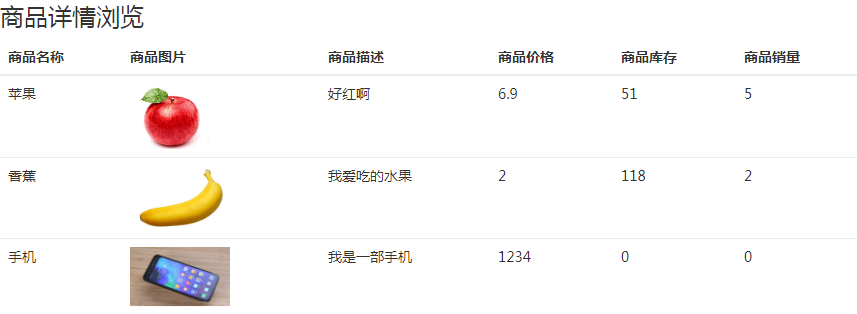 商品详情浏览
商品名称 商品图片 商品描述 商品价格 商品库存 商品销量
苹果 好红啊 6.9 51 5
香蕉 我爱吃的水果 2 118 2
手机 我是一部手机 1234 0 0